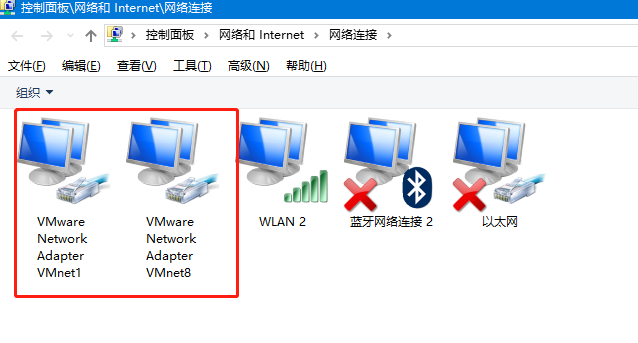 控制面板\网络和 Internet\网络连接
控制面板 > 网络和 Internet > 网络连接 >
文件(F) 编辑(E) 查看(V) 工具(T) 高级(N) 帮助(H)
组织
VMware
Network
Adapter
VMnet1
VMware
Network
Adapter
VMnet8
WLAN 2
蓝牙网络连接 2
以太网